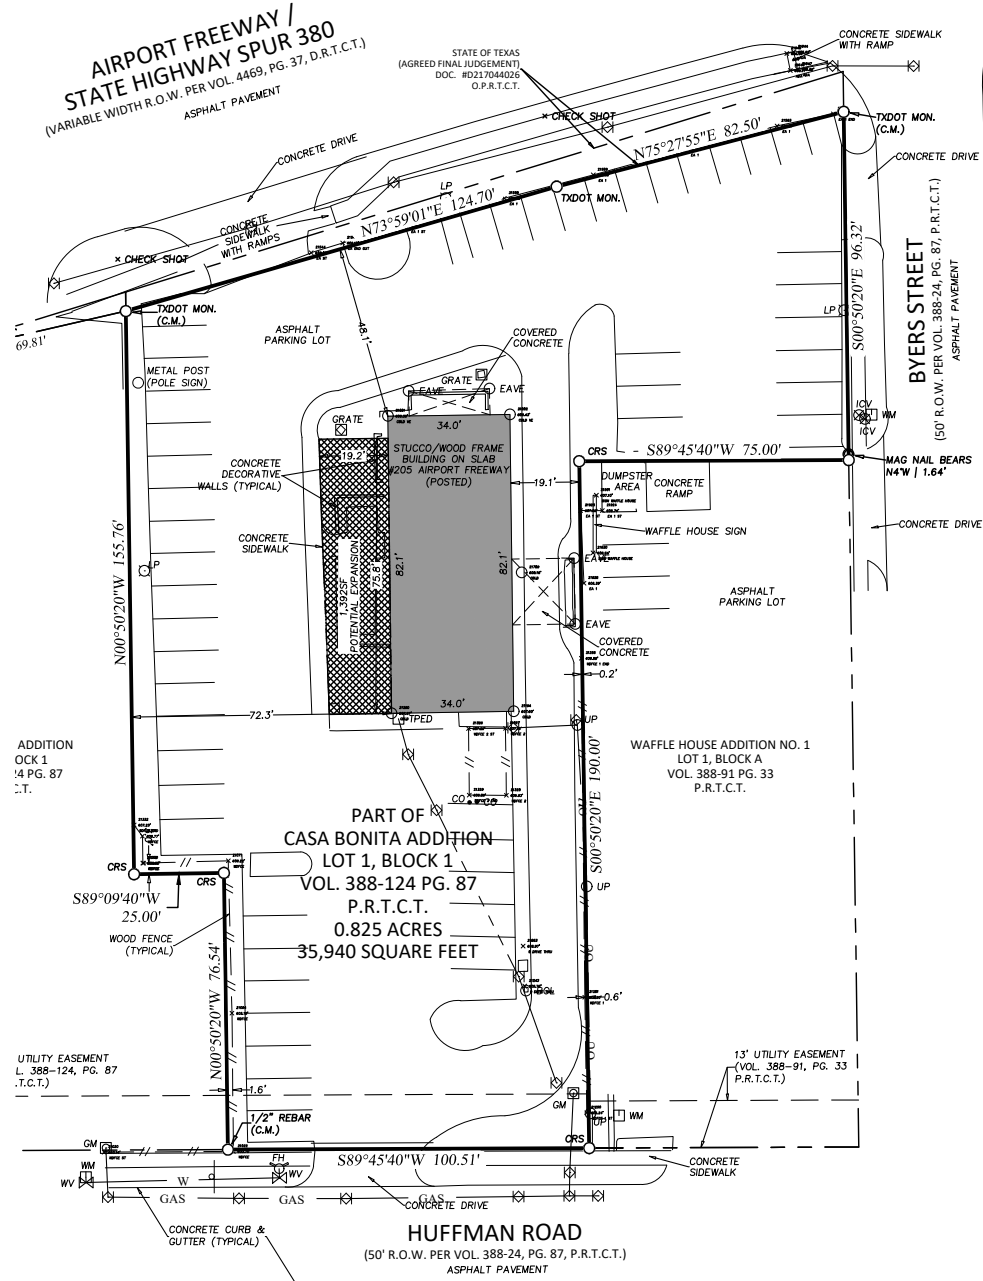 AIRPORT FREEWAY /
STATE HIGHWAY SPUR 380
(VARIABLE WIDTH R.O.W. PER VOL. 4469, PG. 37, D.R.T.C.T.)
ASPHALT PAVEMENT
STATE OF TEXAS
(AGREED FINAL JUDGEMENT)
DOC. #D217044026
O.P.R.T.C.T.
CONCRETE SIDEWALK
WITH RAMP
CHECK SHOT
TXDOT MON.
(C.M.)
CONCRETE DRIVE
N75°27'55"E 82.50'
CONCRETE DRIVE
LP
TXDOT MON.
N73°59'01"E 124.70'
CONCRETE
SIDEWALK
WITH RAMPS
CHECK SHOT
TXDOT MON.
(C.M.)
69.81'
BYERS STREET
(50' R.O.W. PER VOL. 388-24, PG. 87, P.R.T.C.T.)
ASPHALT PAVEMENT
S00°50'20"E 96.32'
LP
ASPHALT
PARKING LOT
48.1'
COVERED
CONCRETE
METAL POST
(POLE SIGN)
GRATE
EAVE
EAVE
GRATE
34.0'
ICV
WM
ICV
STUCCO/WOOD FRAME
BUILDING ON SLAB
#205 AIRPORT FREEWAY
(POSTED)
19.2'
CRS
S89°45'40"W 75.00'
MAG NAIL BEARS
N4°W | 1.64'
CONCRETE
DECORATIVE
WALLS (TYPICAL)
19.1'
DUMPSTER
AREA
CONCRETE
RAMP
CONCRETE DRIVE
WAFFLE HOUSE SIGN
CONCRETE
SIDEWALK
N00°50'20"W 155.76'
LP
1,392SF
POTENTIAL EXPANSION
75.8'
82.1'
82.1'
EAVE
ASPHALT
PARKING LOT
EAVE
COVERED
CONCRETE
0.2'
72.3'
34.0'
TPED
UP
ADDITION
OCK 1
24 PG. 87
C.T.
WAFFLE HOUSE ADDITION NO. 1
LOT 1, BLOCK A
VOL. 388-91 PG. 33
P.R.T.C.T.
S00°50'20"E 190.00'
CO
CO
PART OF
CASA BONITA ADDITION
LOT 1, BLOCK 1
VOL. 388-124 PG. 87
P.R.T.C.T.
0.825 ACRES
35,940 SQUARE FEET
CRS
CRS
S89°09'40"W
25.00'
UP
WOOD FENCE
(TYPICAL)
N00°50'20"W 76.54'
0.6'
UTILITY EASEMENT
L. 388-124, PG. 87
.T.C.T.)
13' UTILITY EASEMENT
(VOL. 388-91, PG. 33
P.R.T.C.T.)
1.6'
1/2" REBAR
(C.M.)
GM
UP
WM
GM
CRS
S89°45'40"W 100.51'
CONCRETE
SIDEWALK
WM
WV
W
FH
WV
GAS
GAS
GAS
CONCRETE DRIVE
CONCRETE CURB &
GUTTER (TYPICAL)
HUFFMAN ROAD
(50' R.O.W. PER VOL. 388-24, PG. 87, P.R.T.C.T.)
ASPHALT PAVEMENT